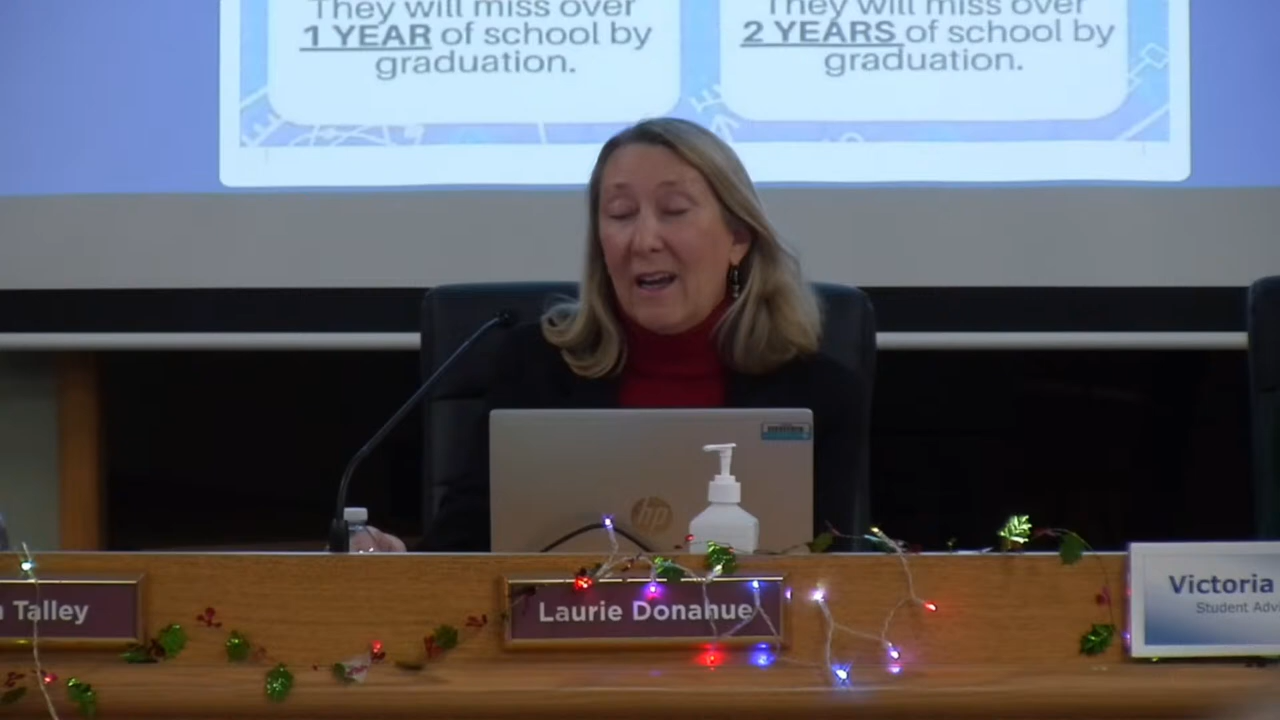 They will miss over
1 YEAR of school by
graduation.
They will miss over
2 YEARS of school by
graduation.
hp
Talley
Laurie Donahue
Victoria
Student Advi